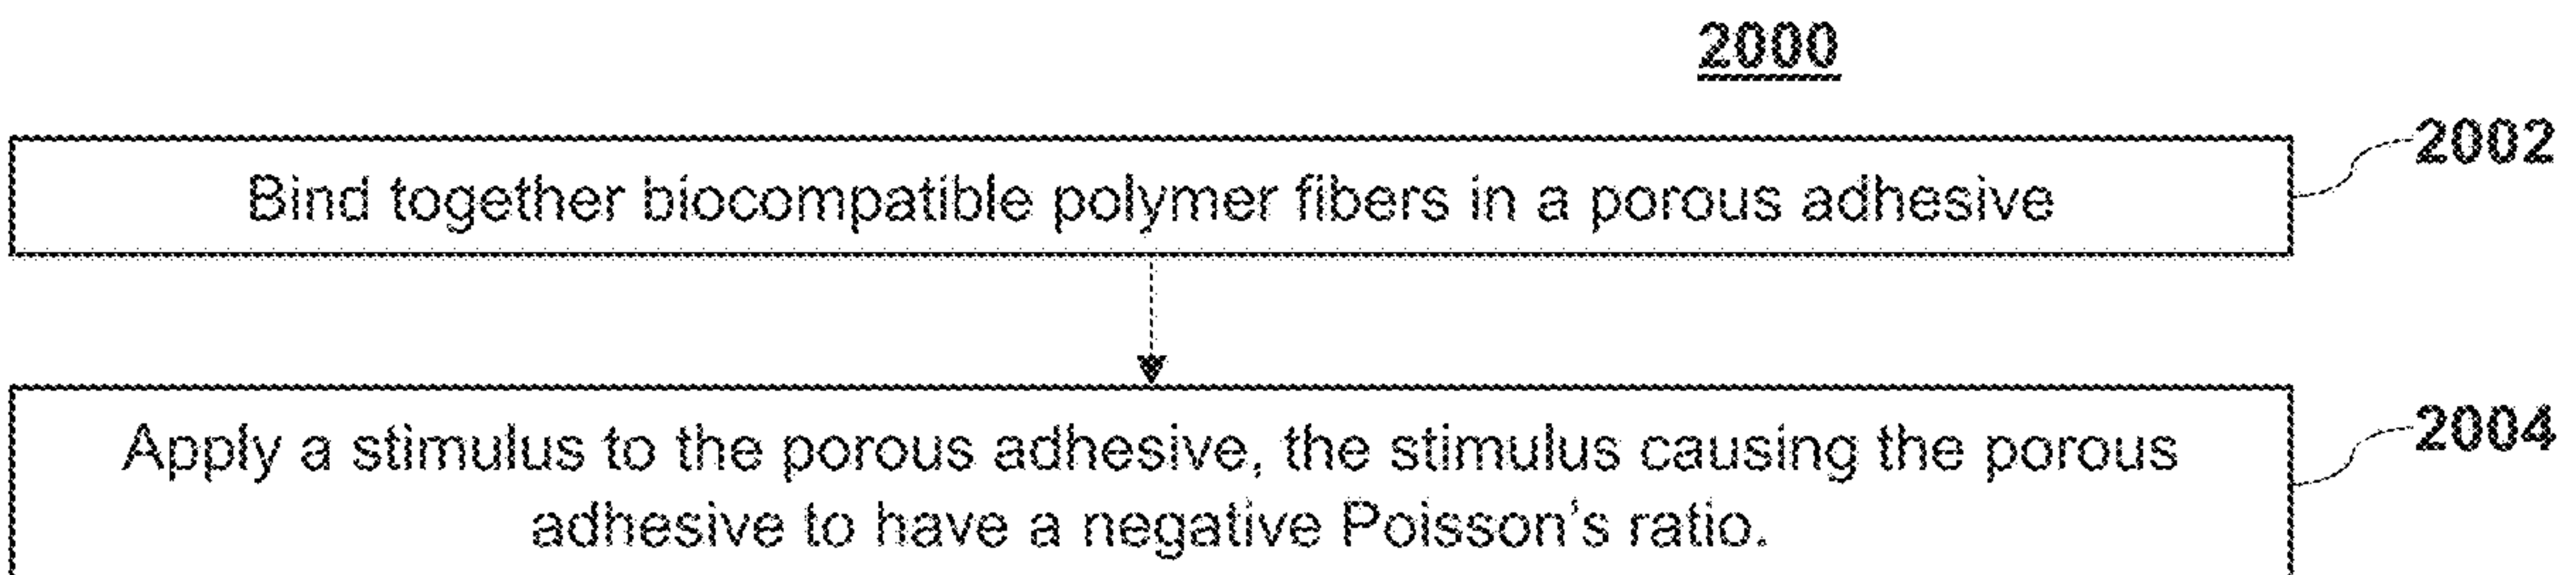 2000
Bind together biocompatible polymer fibers in a porous adhesive
2002
Apply a stimulus to the porous adhesive, the stimulus causing the porous
adhesive to have a negative Poisson's ratio.
2004